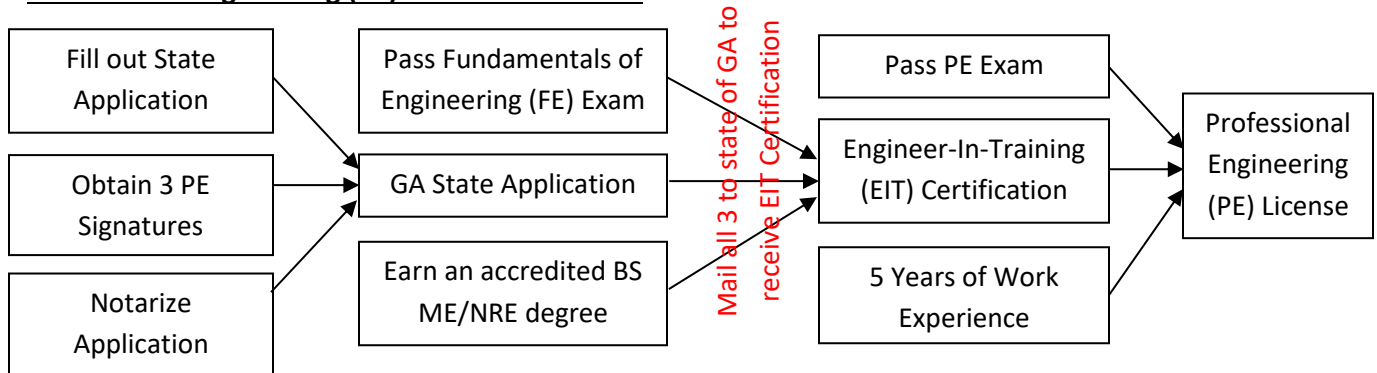 Fill out State
Application
Obtain 3 PE
Signatures
Notarize
Application
Pass Fundamentals of
Engineering (FE) Exam
GA State Application
Earn an accredited BS
ME/NRE degree
Mail all 3 to state of GA to
receive EIT Certification
Pass PE Exam
Engineer-In-Training
(EIT) Certification
5 Years of Work
Experience
Professional
Engineering
(PE) License